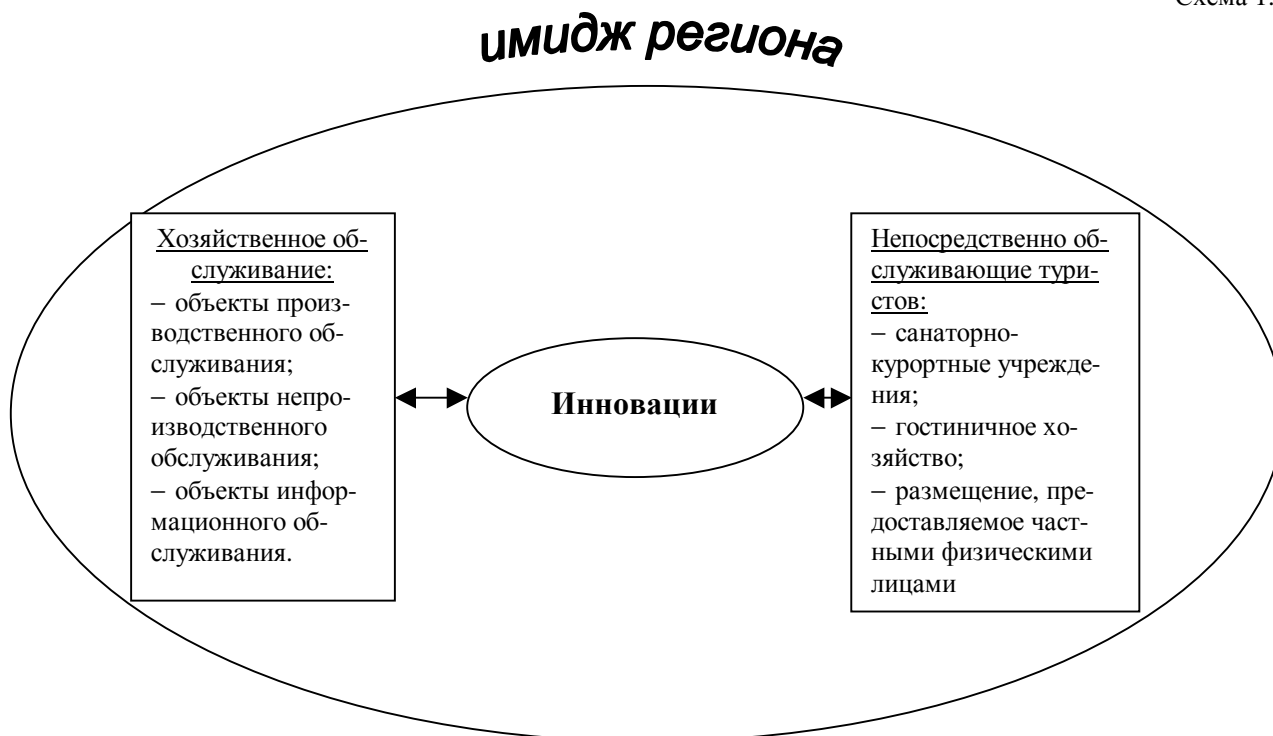 Схема 1.
имидж региона
Хозяйственное об-
служивание:
– объекты произ-
водственного об-
служивания;
– объекты непро-
изводственного
обслуживания;
– объекты инфор-
мационного об-
служивания.
Инновации
Непосредственно об-
служивающие тури-
стов:
– санаторно-
курортные учрежде-
ния;
– гостиничное хо-
зяйство;
– размещение, пре-
доставляемое част-
ными физическими
лицами